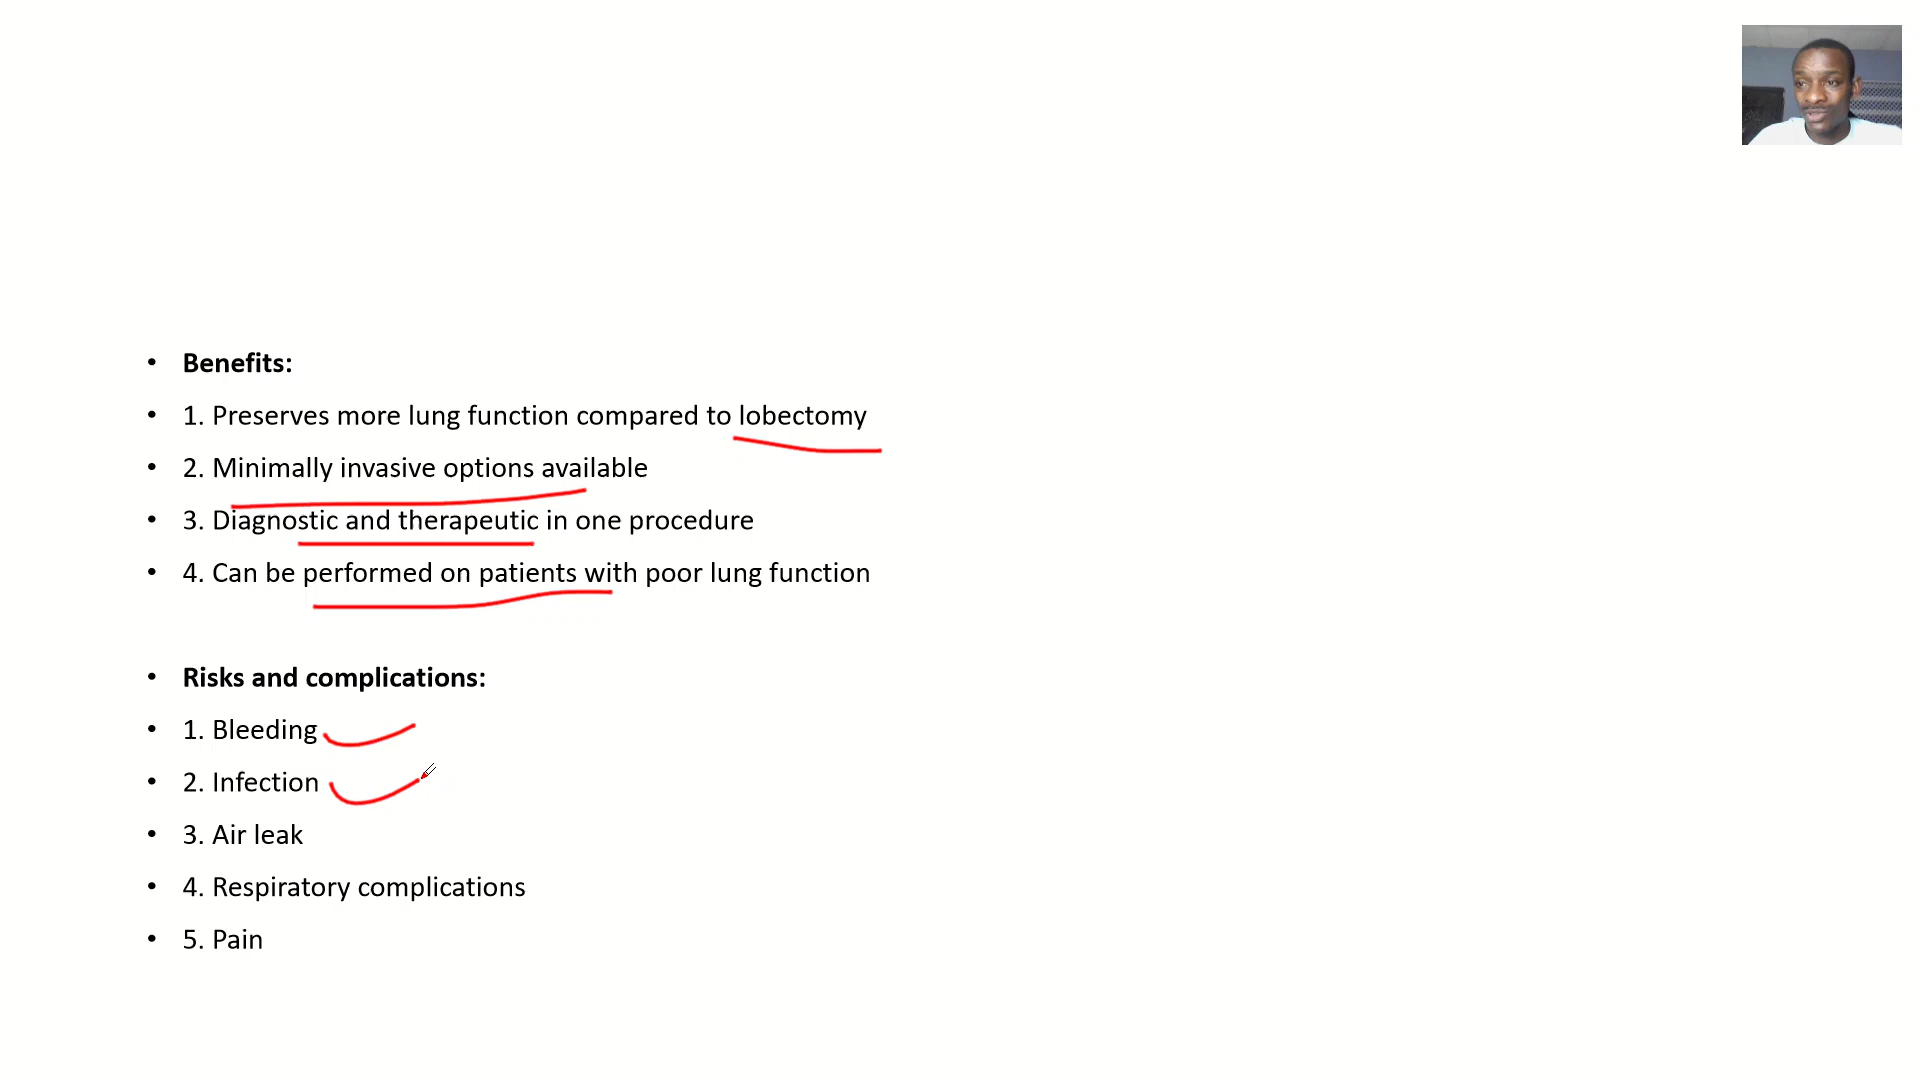 • Benefits:
• 1. Preserves more lung function compared to lobectomy
• 2. Minimally invasive options available
• 3. Diagnostic and therapeutic in one procedure
• 4. Can be performed on patients with poor lung function
• Risks and complications:
• 1. Bleeding
• 2. Infection
• 3. Air leak
• 4. Respiratory complications
• 5. Pain